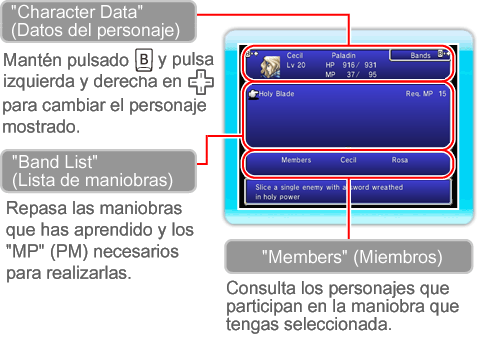 "Character Data"
(Datos del personaje)
Mantén pulsado B y pulsa
izquierda y derecha en
para cambiar el personaje
mostrado.
"Band List"
(Lista de maniobras)
Repasa las maniobras
que has aprendido y los
"MP" (PM) necesarios
para realizarlas.
B
Cecil Paladin Bands B
Lv 20 HP 916/ 931
MP 37/ 95
Holy Blade Req. MP 15
Members Cecil Rosa
Slice a single enemy with a sword wreathed
in holy power
"Members" (Miembros)
Consulta los personajes que
participan en la maniobra que
tengas seleccionada.